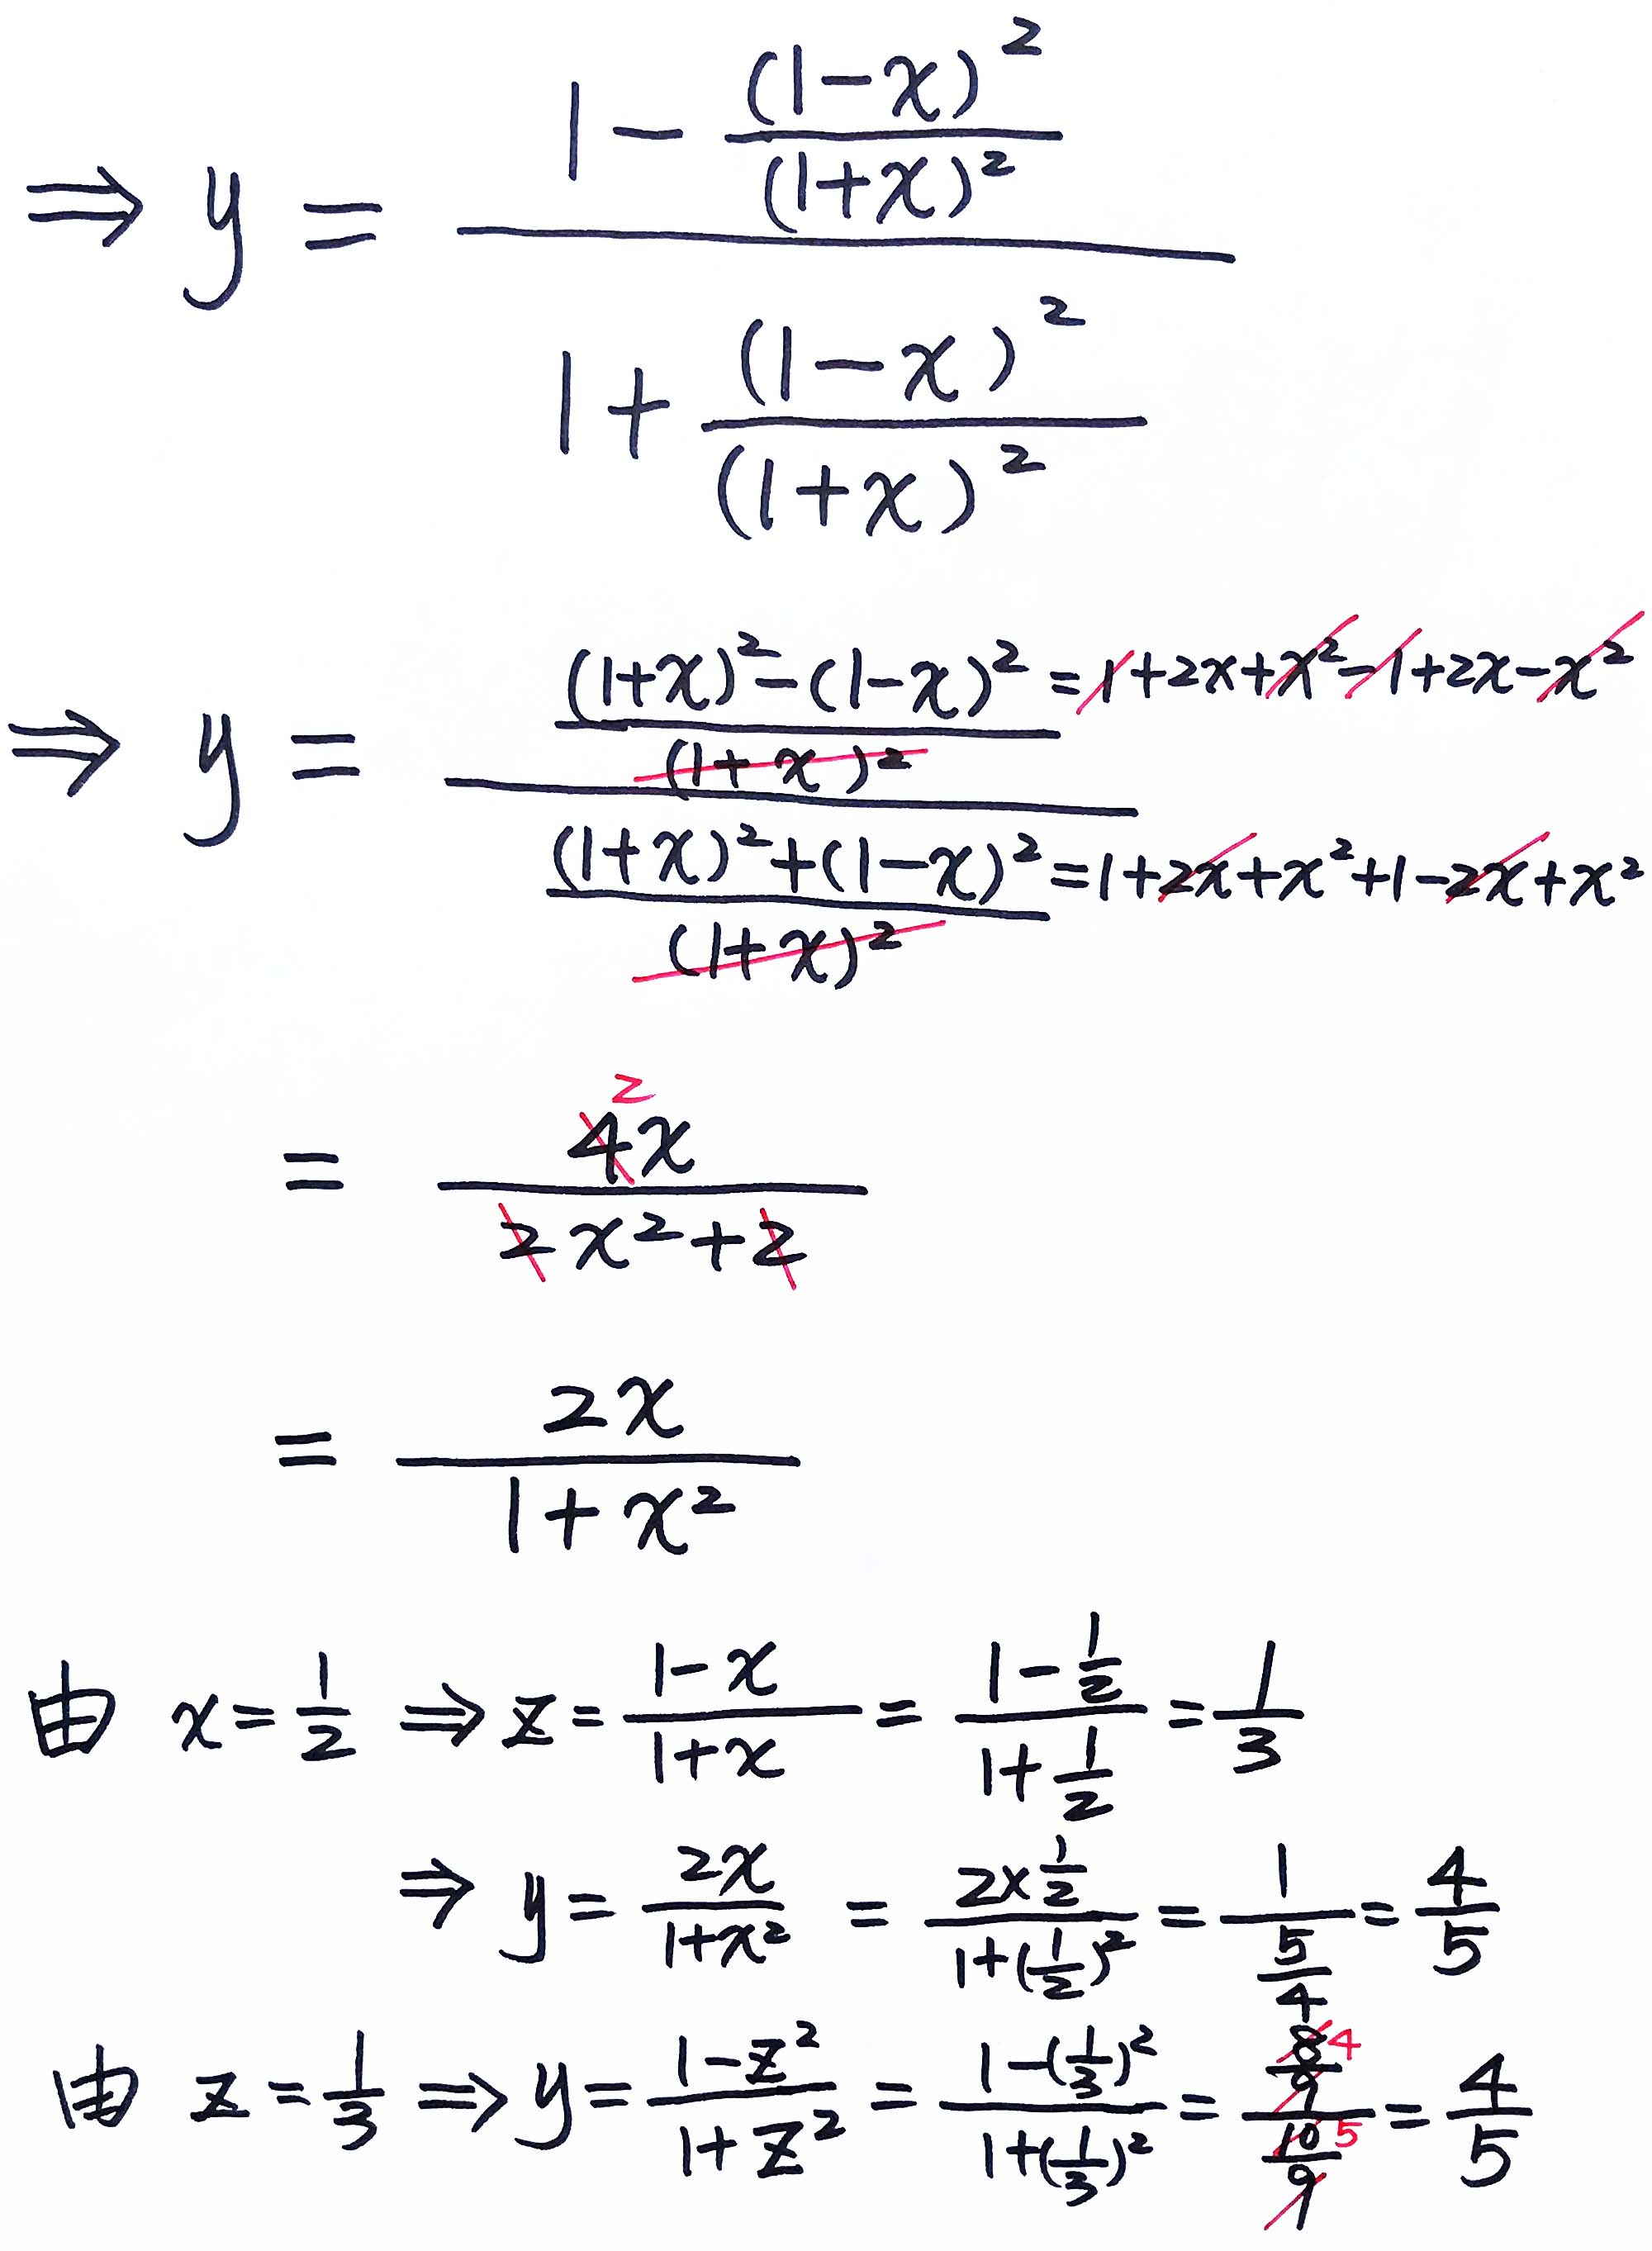 ⇒ y = \frac{1-\frac{(1-x)^2}{(1+x)^2}}{1+\frac{(1-x)^2}{(1+x)^2}}
⇒ y = \frac{\frac{(1+x)^2-(1-x)^2}{(1+x)^2}}{\frac{(1+x)^2+(1-x)^2}{(1+x)^2}}
=1+2x+x^2-1+2x-x^2
=1+2x+x^2+1-2x+x^2
2
= \frac{4x}{2x^2+2}
= \frac{2x}{1+x^2}
由 x=\frac{1}{2} ⇒ z=\frac{1-x}{1+x}=\frac{1-\frac{1}{2}}{1+\frac{1}{2}}=\frac{1}{3}
⇒ y=\frac{2x}{1+x^2}=\frac{2×\frac{1}{2}}{1+(\frac{1}{2})^2}=\frac{1}{\frac{5}{4}}=\frac{4}{5}
由 z=\frac{1}{3} ⇒ y=\frac{1-z^2}{1+z^2}=\frac{1-(\frac{1}{3})^2}{1+(\frac{1}{3})^2}=\frac{\frac{8}{9}}{\frac{10}{9}}=\frac{4}{5}
4
5